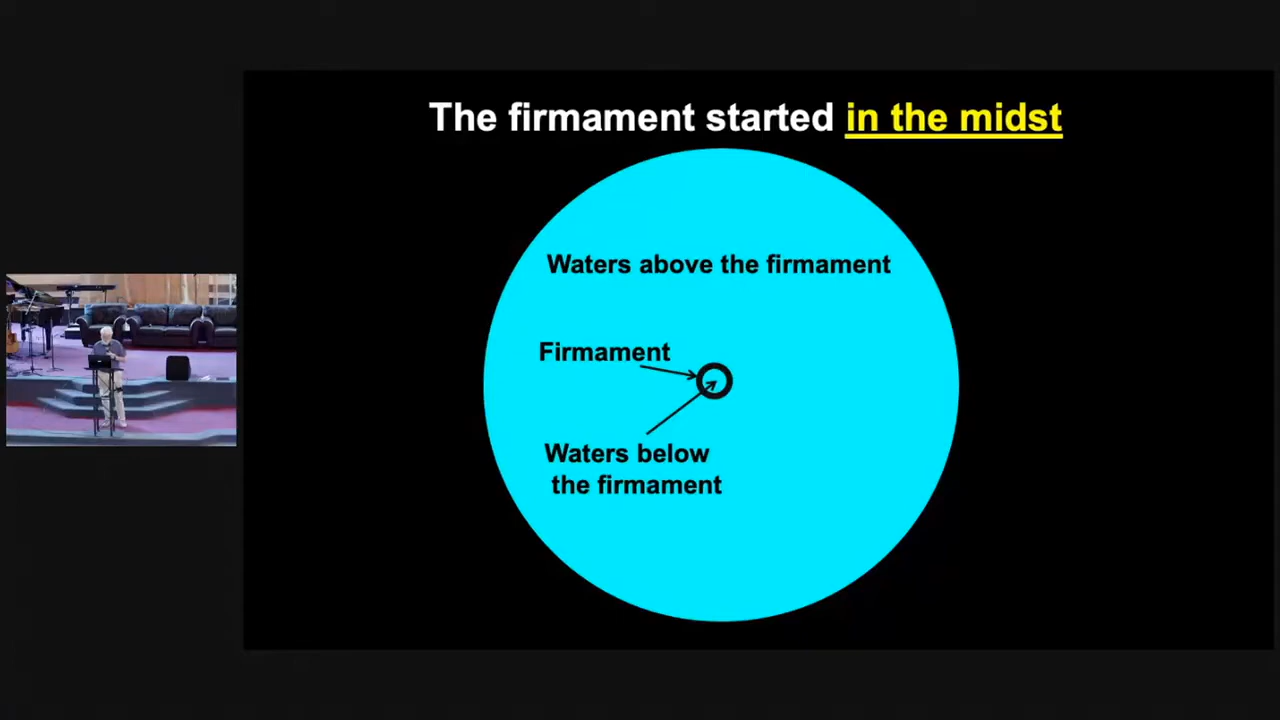 The firmament started in the midst
Waters above the firmament
Firmament
Waters below
the firmament